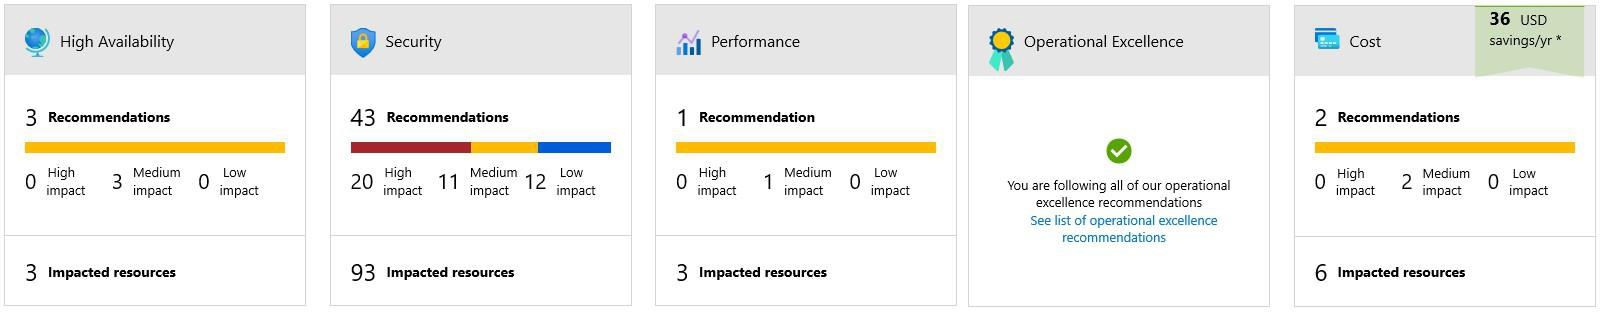 High Availability
3 Recommendations
0 High impact 3 Medium impact 0 Low impact
3 Impacted resources
Security
43 Recommendations
20 High impact 11 Medium impact 12 Low impact
93 Impacted resources
Performance
1 Recommendation
0 High impact 1 Medium impact 0 Low impact
3 Impacted resources
Operational Excellence
You are following all of our operational
excellence recommendations
See list of operational excellence
recommendations
Cost
36 USD
savings/yr *
2 Recommendations
0 High impact 2 Medium impact 0 Low impact
6 Impacted resources